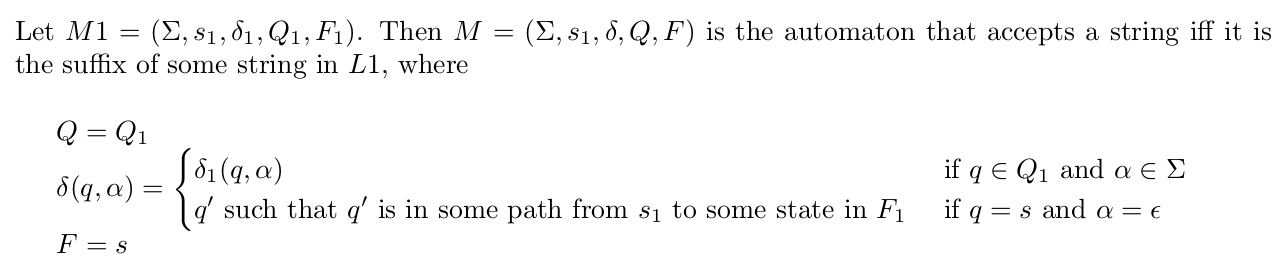 Let M1 = (Σ, s₁, δ₁, Q₁, F₁). Then M = (Σ, s₁, δ, Q, F) is the automaton that accepts a string iff it is
the suffix of some string in L1, where
Q = Q₁
δ(q, α) = { δ₁(q, α) if q ∈ Q₁ and α ∈ Σ
q′ such that q′ is in some path from s₁ to some state in F₁ if q = s and α = ϵ
F = s